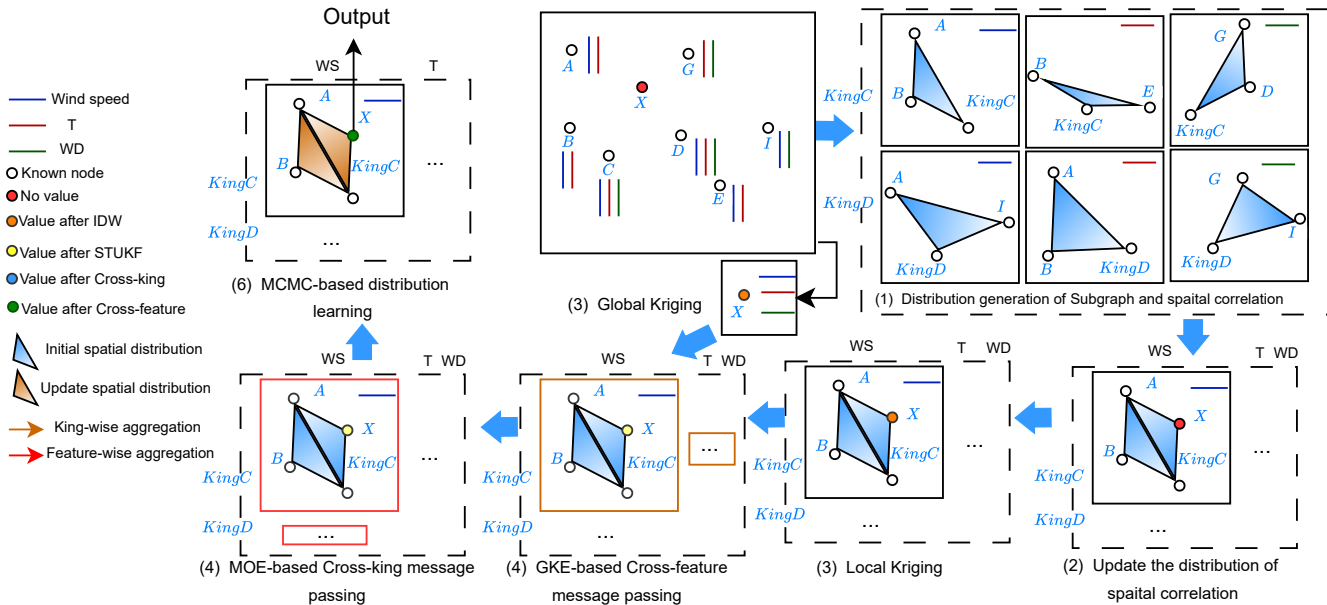 Output
WS
T
A
X
B
KingC
...
KingC
KingD
...
(6) MCMC-based distribution
learning
Wind speed
T
WD
Known node
No value
Value after IDW
Value after STUKF
Value after Cross-king
Value after Cross-feature
Initial spatial distribution
Update spatial distribution
King-wise aggregation
Feature-wise aggregation
A
G
X
B
C
D
I
E
(3) Global Kriging
X
KingC
KingD
A
B
KingC
B
E
KingC
G
D
KingC
A
I
KingD
A
B
KingD
G
I
KingD
(1) Distribution generation of Subgraph and spaital correlation
WS
T WD
A
X
B
KingC
...
KingC
KingD
...
(2) Update the distribution of
spaital correlation
WS
T WD
A
X
B
KingC
...
KingC
KingD
...
(3) Local Kriging
WS
T WD
A
X
B
KingC
...
KingC
KingD
...
(4) GKE-based Cross-feature
message passing
WS
T WD
A
X
B
KingC
...
KingC
KingD
...
(4) MOE-based Cross-king message
passing